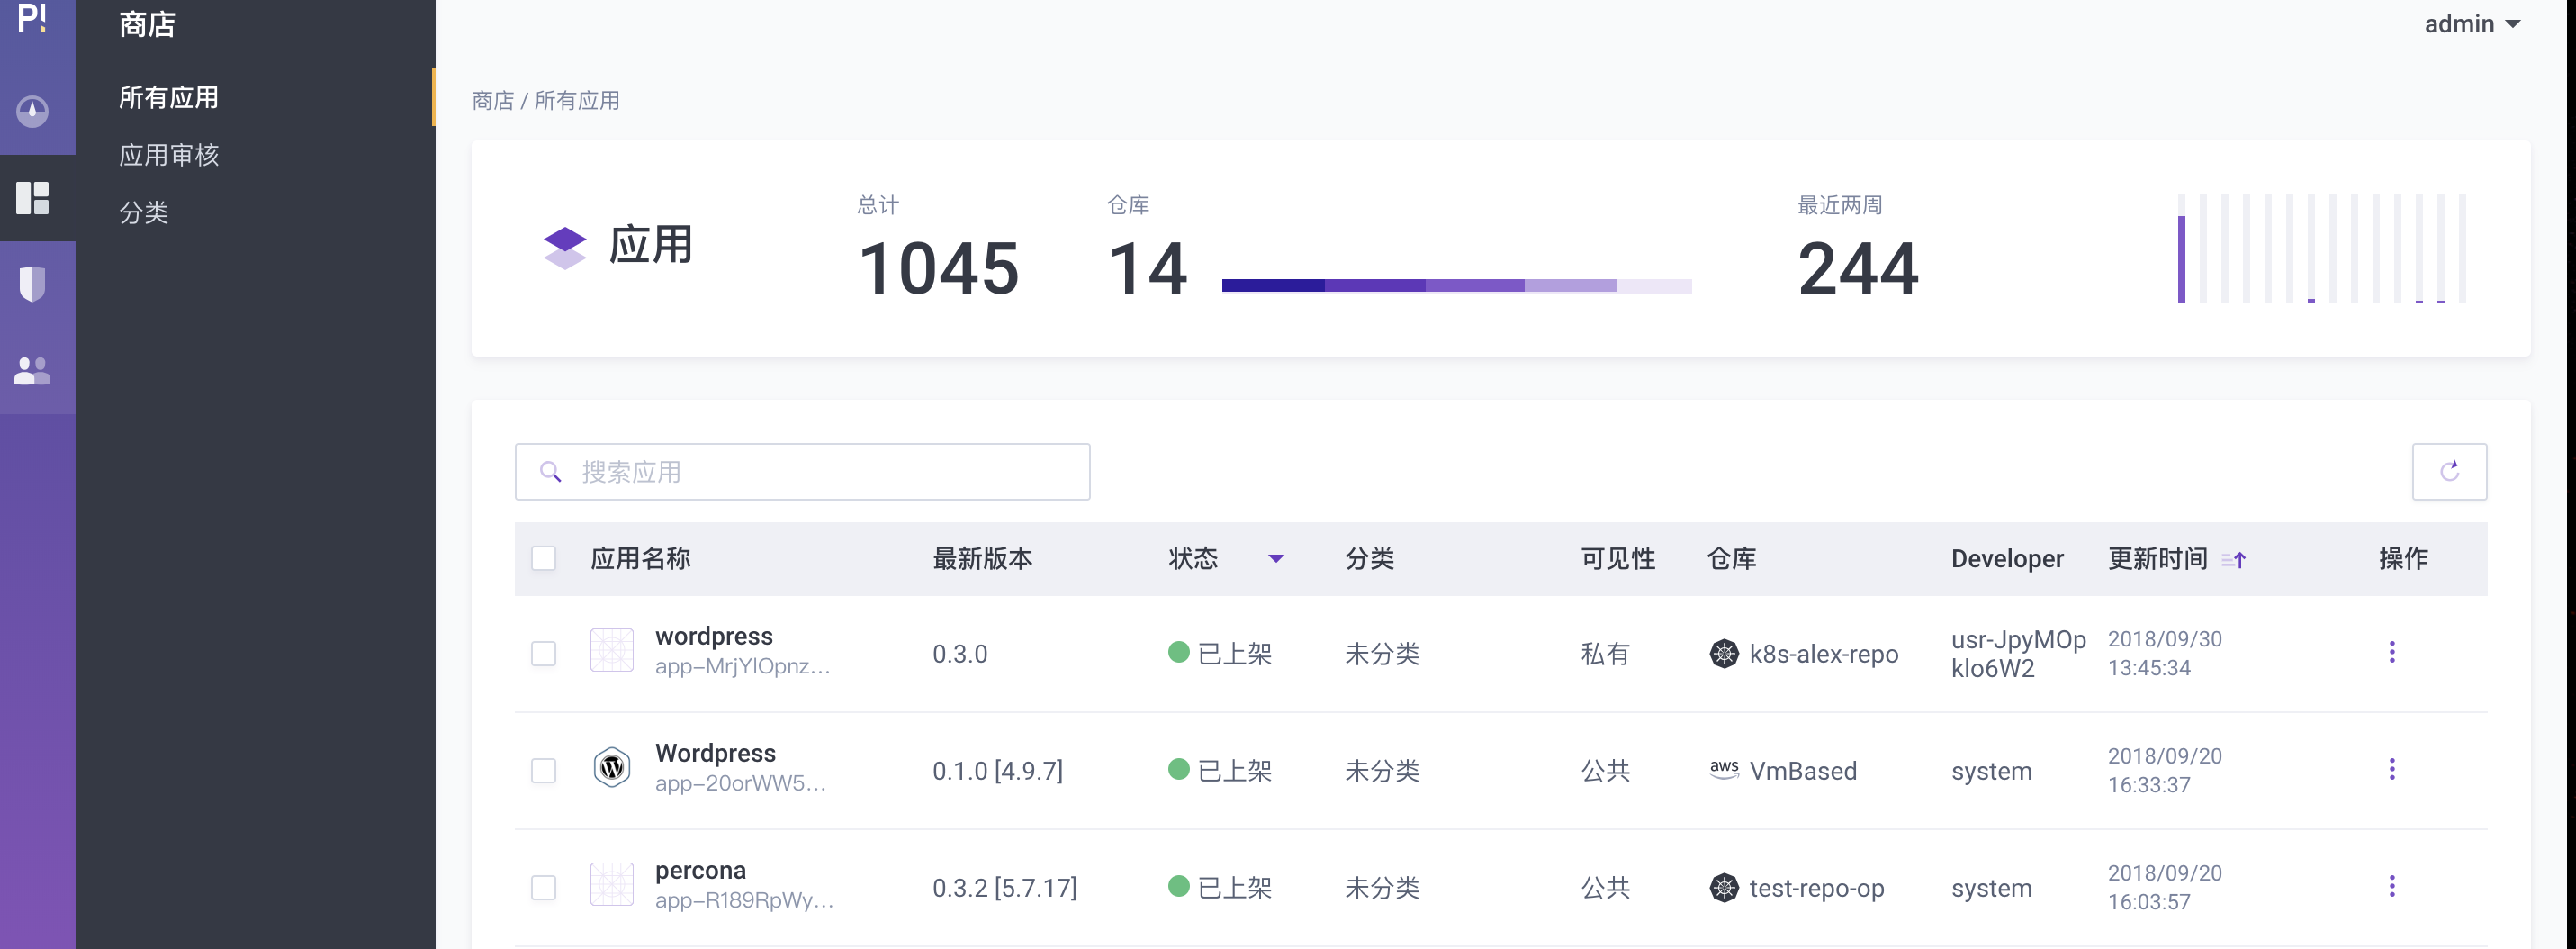 P!
商店
admin
所有应用
应用审核
分类
商店 / 所有应用
应用
总计
1045
仓库
14
最近两周
244
搜索应用
应用名称 最新版本 状态 分类 可见性 仓库 Developer 更新时间 操作
wordpress
app-MrjYlOpnz...
0.3.0 已上架 未分类 私有 k8s-alex-repo
usr-JpyMOp
klo6W2
2018/09/30
13:45:34
Wordpress
app-20orWW5...
0.1.0 [4.9.7] 已上架 未分类 公共 aws VmBased system
2018/09/20
16:33:37
percona
app-R189RpWy...
0.3.2 [5.7.17] 已上架 未分类 公共 test-repo-op system
2018/09/20
16:03:57